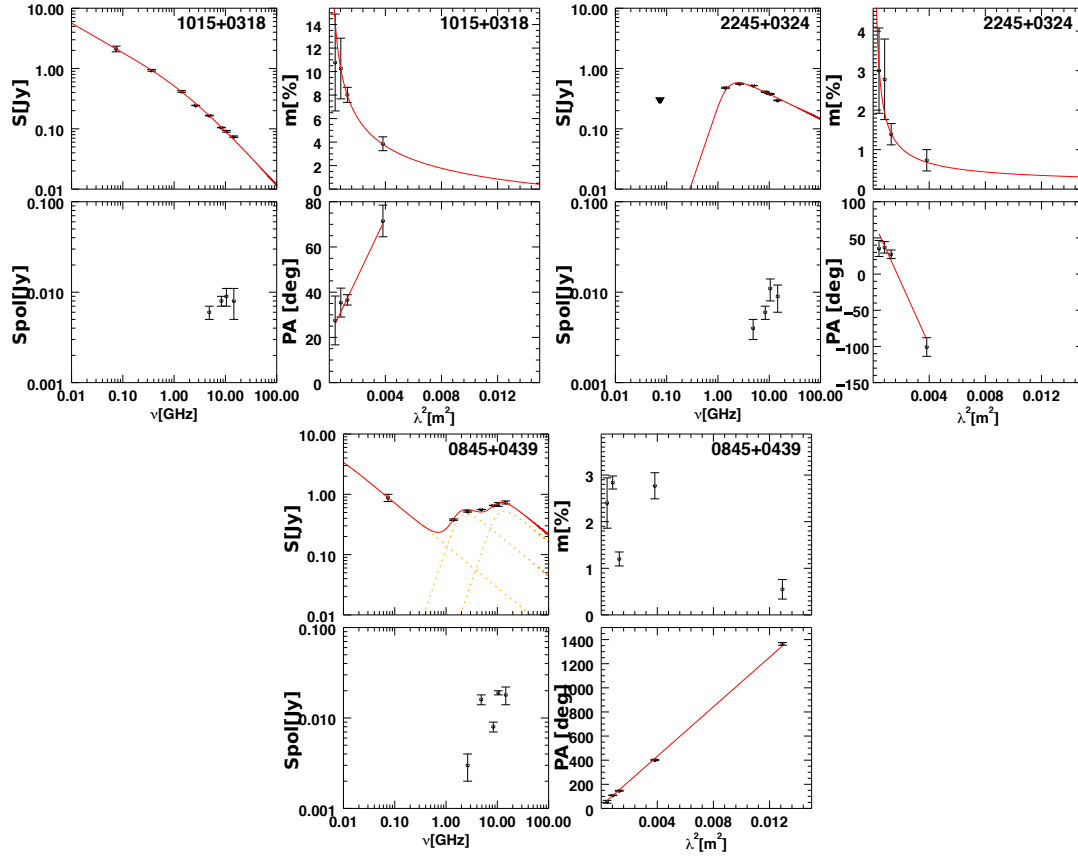 1015+0318
S[Jy]
10.00
1.00
0.10
0.01
1015+0318
m[%]
16
14
12
10
8
6
4
2
0
2245+0324
S[Jy]
10.00
1.00
0.10
0.01
2245+0324
m[%]
4
3
2
1
0
Spol[Jy]
0.100
0.010
0.001
0.01 0.10 1.00 10.00 100.00
ν[GHz]
PA [deg]
80
60
40
20
0
0.004 0.008 0.012
λ²[m²]
Spol[Jy]
0.100
0.010
0.001
0.01 0.10 1.00 10.00 100.00
ν[GHz]
PA [deg]
100
50
0
−50
−100
−150
0.004 0.008 0.012
λ²[m²]
0845+0439
S[Jy]
10.00
1.00
0.10
0.01
0845+0439
m[%]
3
2
1
0
Spol[Jy]
0.100
0.010
0.001
0.01 0.10 1.00 10.00 100.00
ν[GHz]
PA [deg]
1400
1200
1000
800
600
400
200
0
0.004 0.008 0.012
λ²[m²]